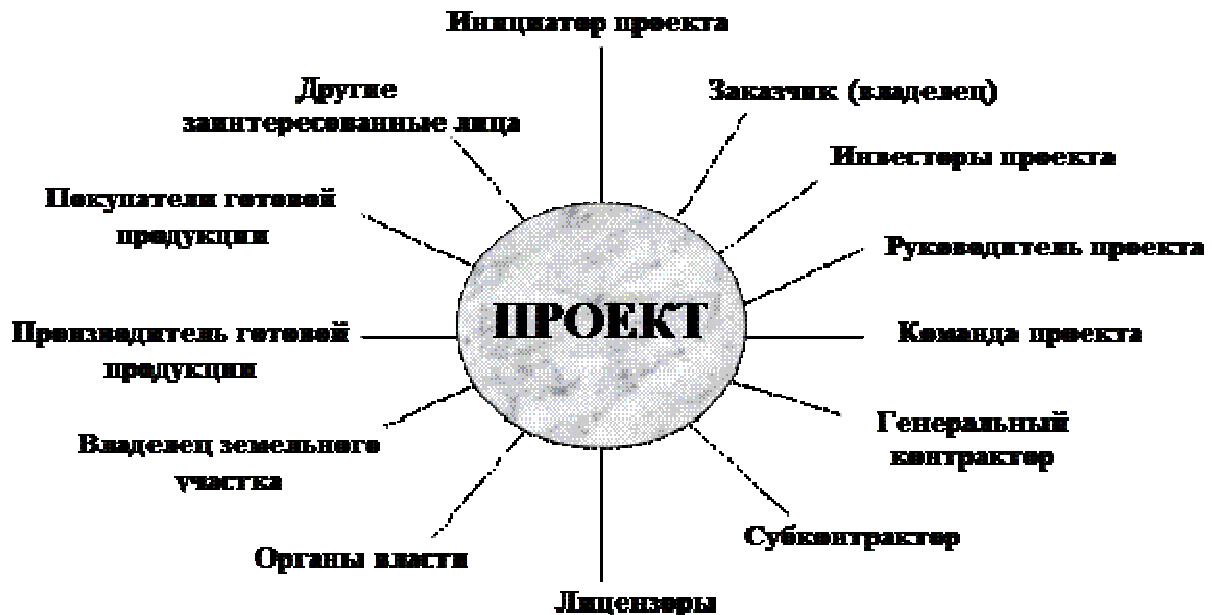 Инициатор проекта
Другие
заинтересованные лица
Заказчик (владелец)
Инвесторы проекта
Покупатели готовой
продукции
Руководитель проекта
ПРОЕКТ
Производитель готовой
продукции
Команда проекта
Владелец земельного
участка
Генеральный
контрактор
Органы власти
Субконтрактор
Лицензоры